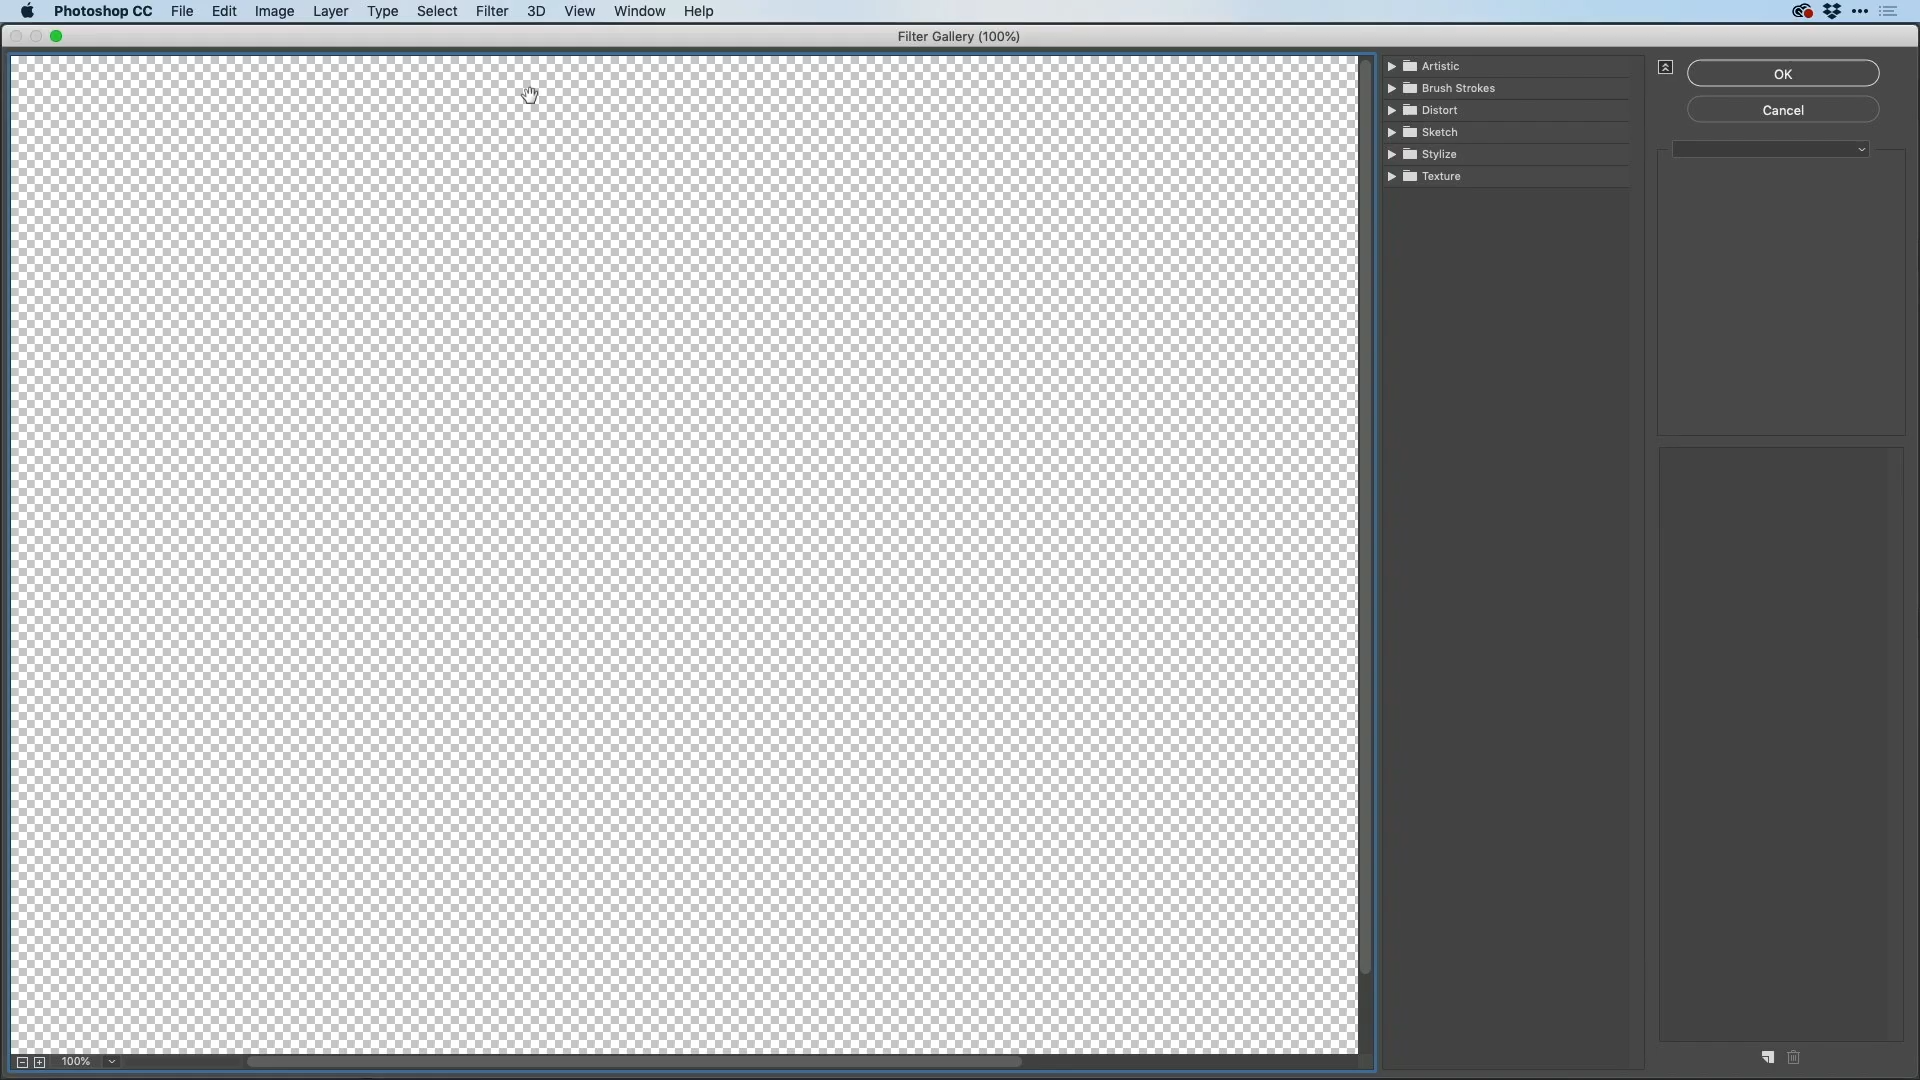 Photoshop CC File Edit Image Layer Type Select Filter 3D View Window Help
Filter Gallery (100%)
Artistic
Brush Strokes
Distort
Sketch
Stylize
Texture
OK
Cancel
100%